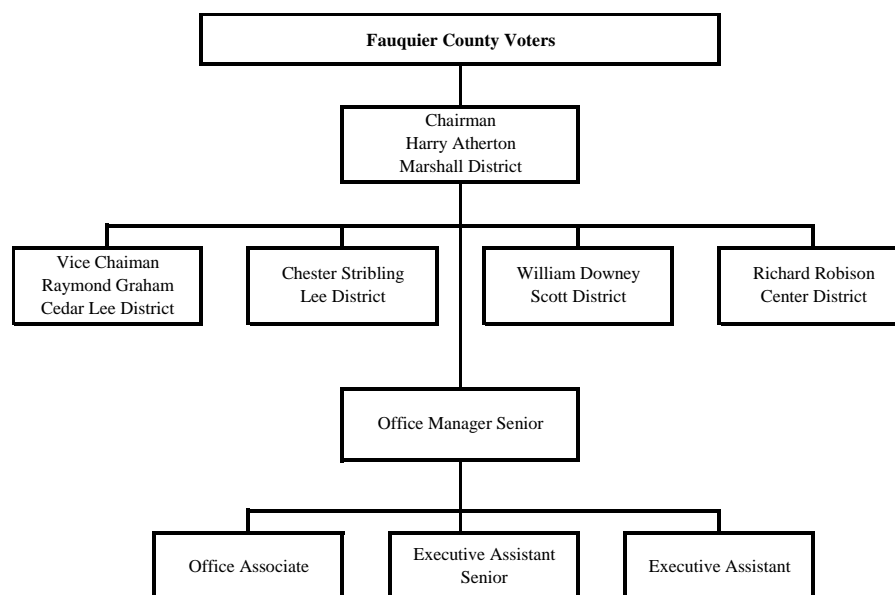 Fauquier County Voters
Chairman
Harry Atherton
Marshall District
Vice Chaiman
Raymond Graham
Cedar Lee District
Chester Stribling
Lee District
William Downey
Scott District
Richard Robison
Center District
Office Manager Senior
Office Associate
Executive Assistant
Senior
Executive Assistant